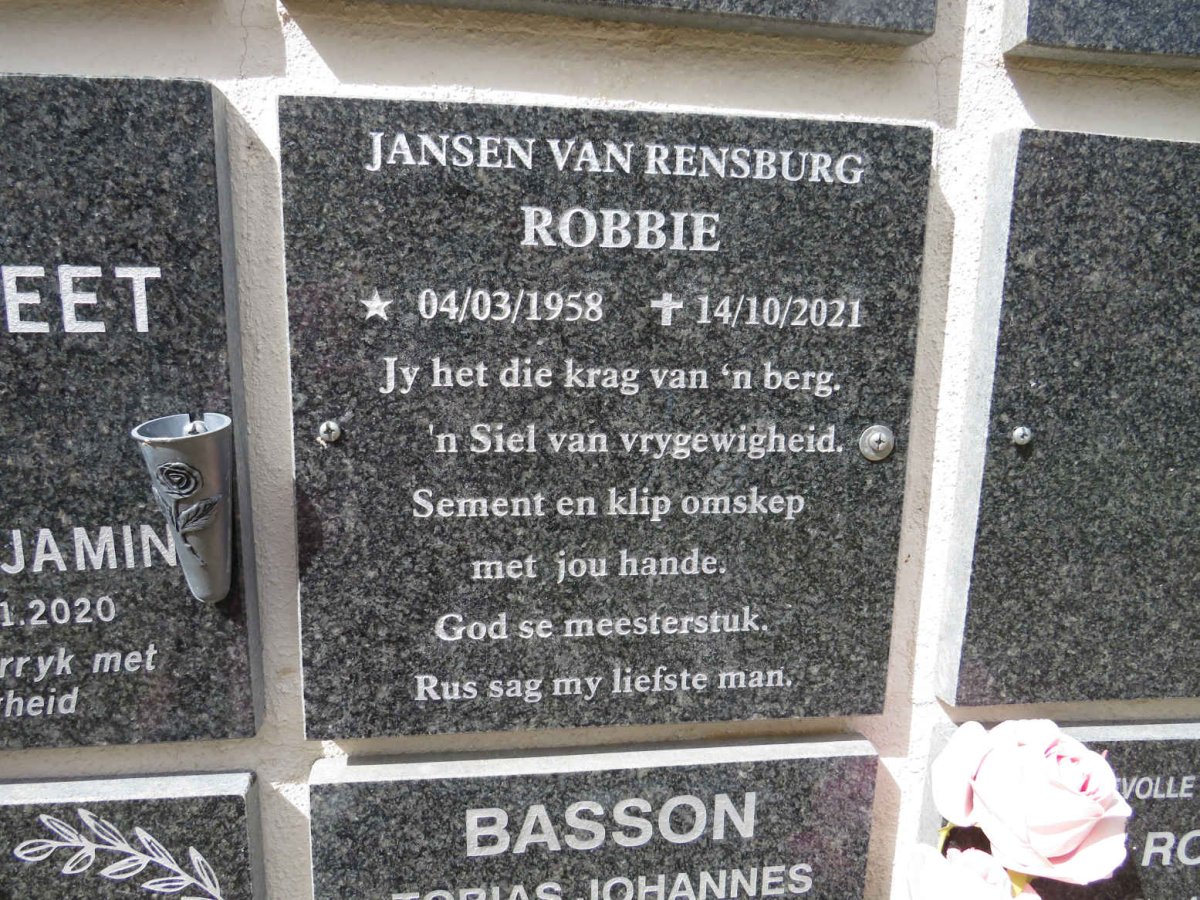 JANSEN VAN RENSBURG
ROBBIE
04/03/1958 14/10/2021
Jy het die krag van ‘n berg.
'n Siel van vrygewigheid.
Sement en klip omskep
met jou hande.
God se meesterstuk.
Rus sag my liefste man.
EET
JAMIN
1.2020
rryk met
heid
BASSON
TOBIAS JOHANNES
VOLLE
RO